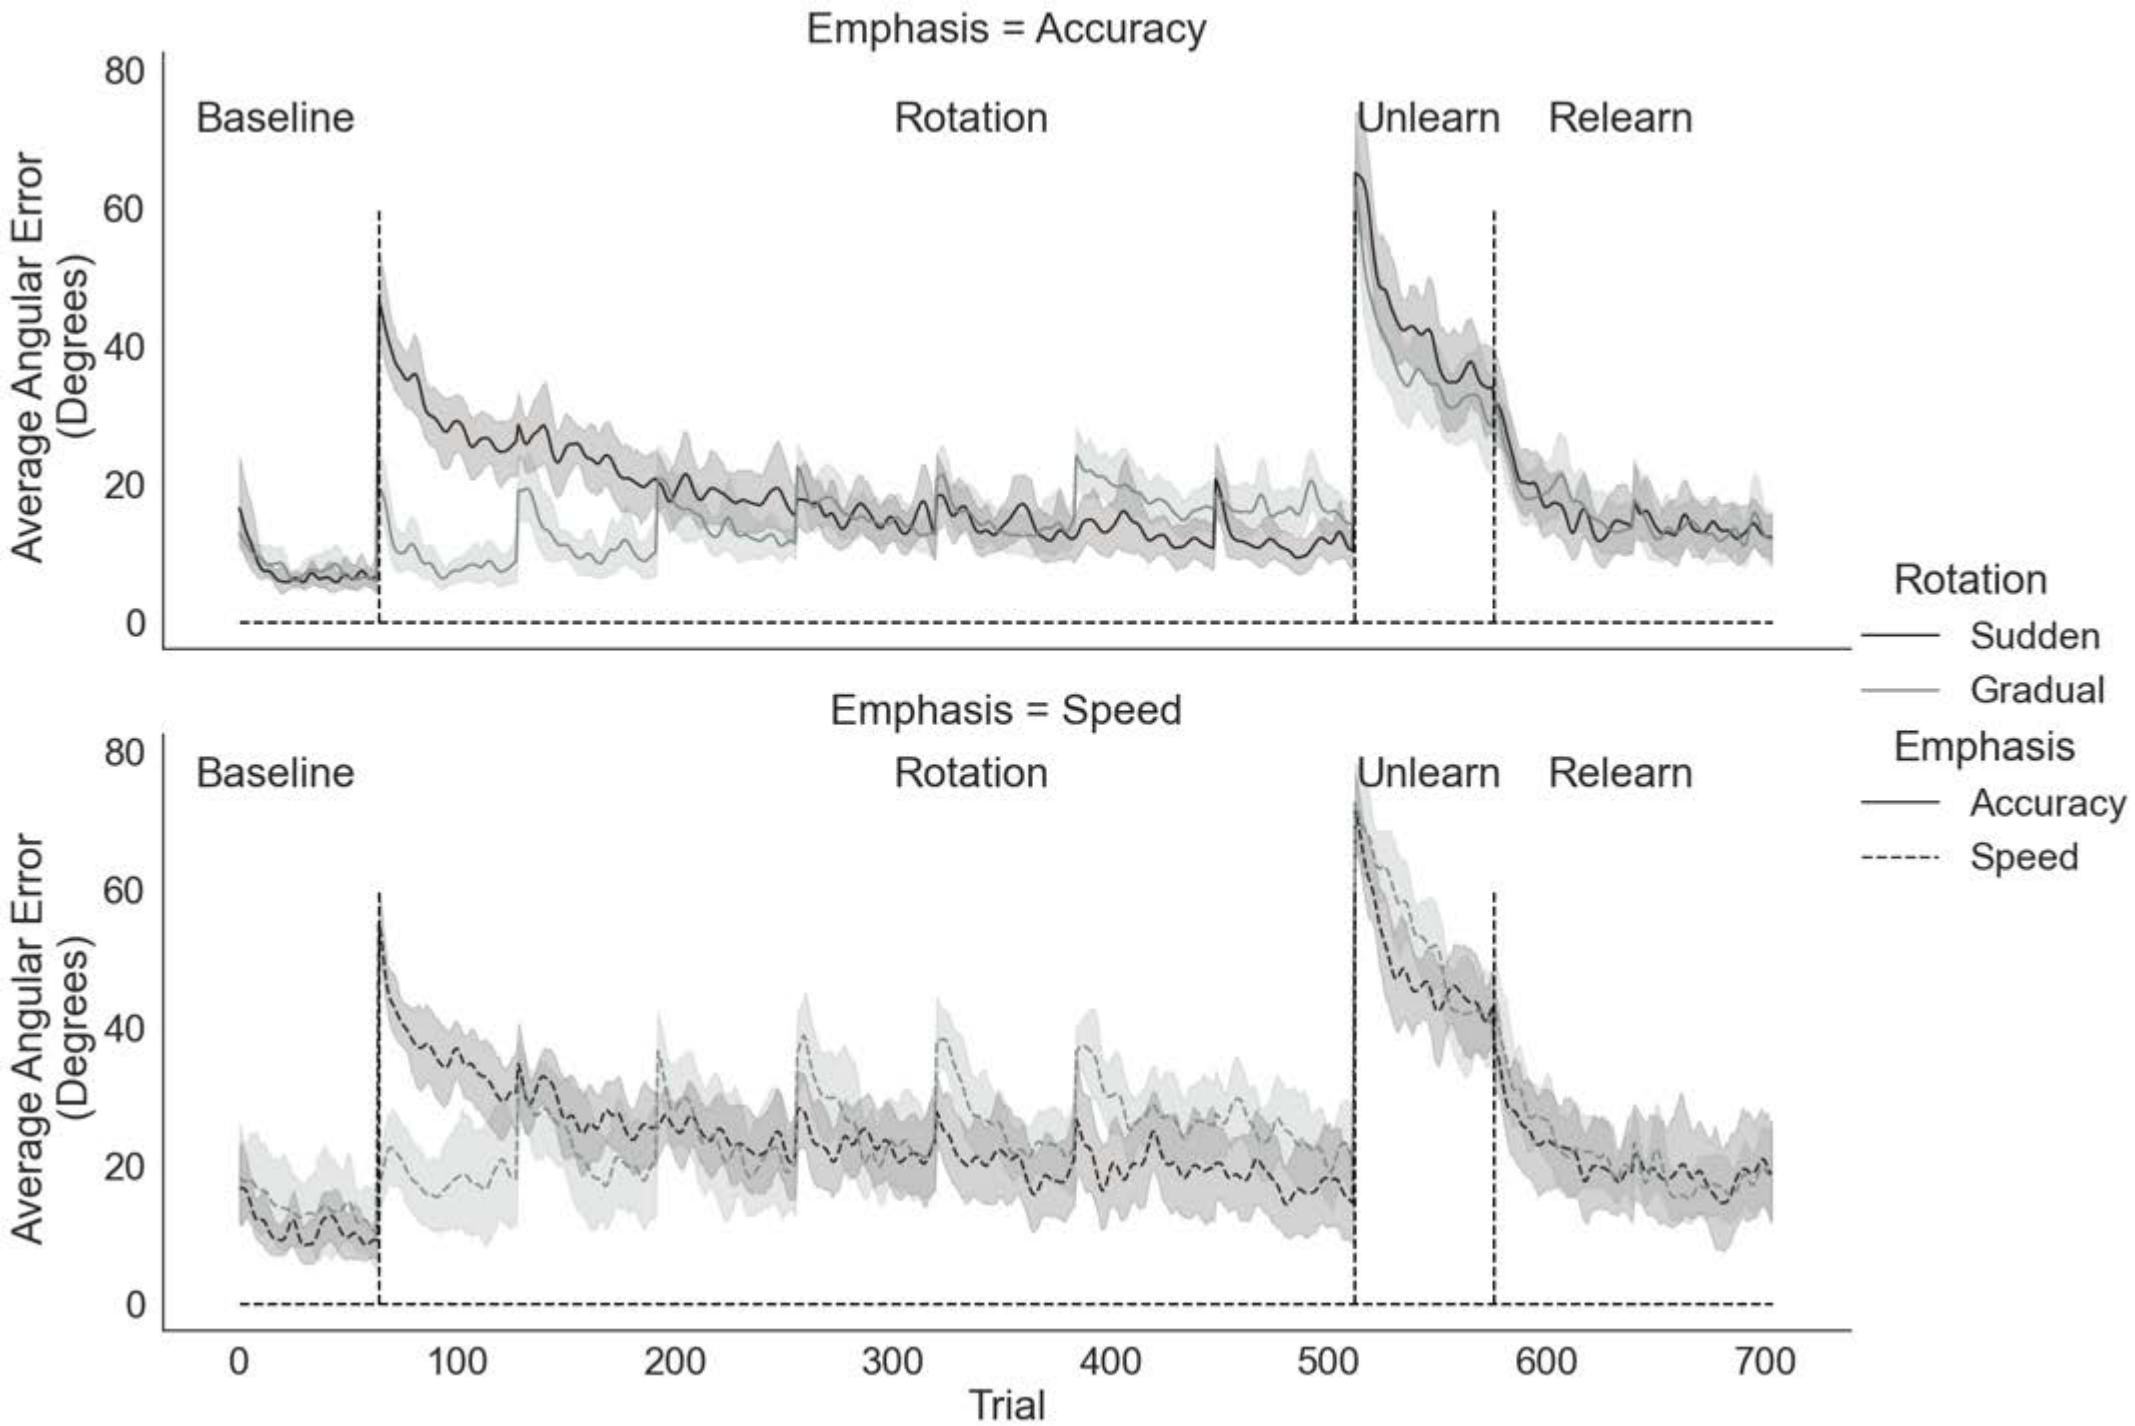 Emphasis = Accuracy
80
60
40
20
0
Average Angular Error
(Degrees)
Baseline
Rotation
Unlearn
Relearn
Emphasis = Speed
80
60
40
20
0
Average Angular Error
(Degrees)
Baseline
Rotation
Unlearn
Relearn
0
100
200
300
400
500
600
700
Trial
Rotation
Sudden
Gradual
Emphasis
Accuracy
Speed